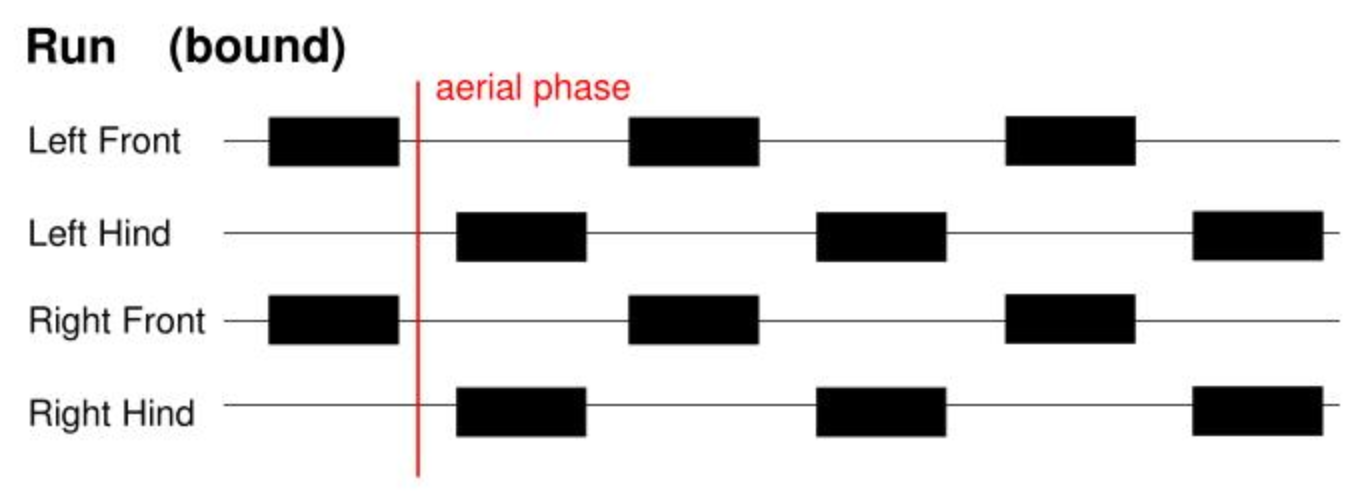 Run (bound)
aerial phase
Left Front
Left Hind
Right Front
Right Hind